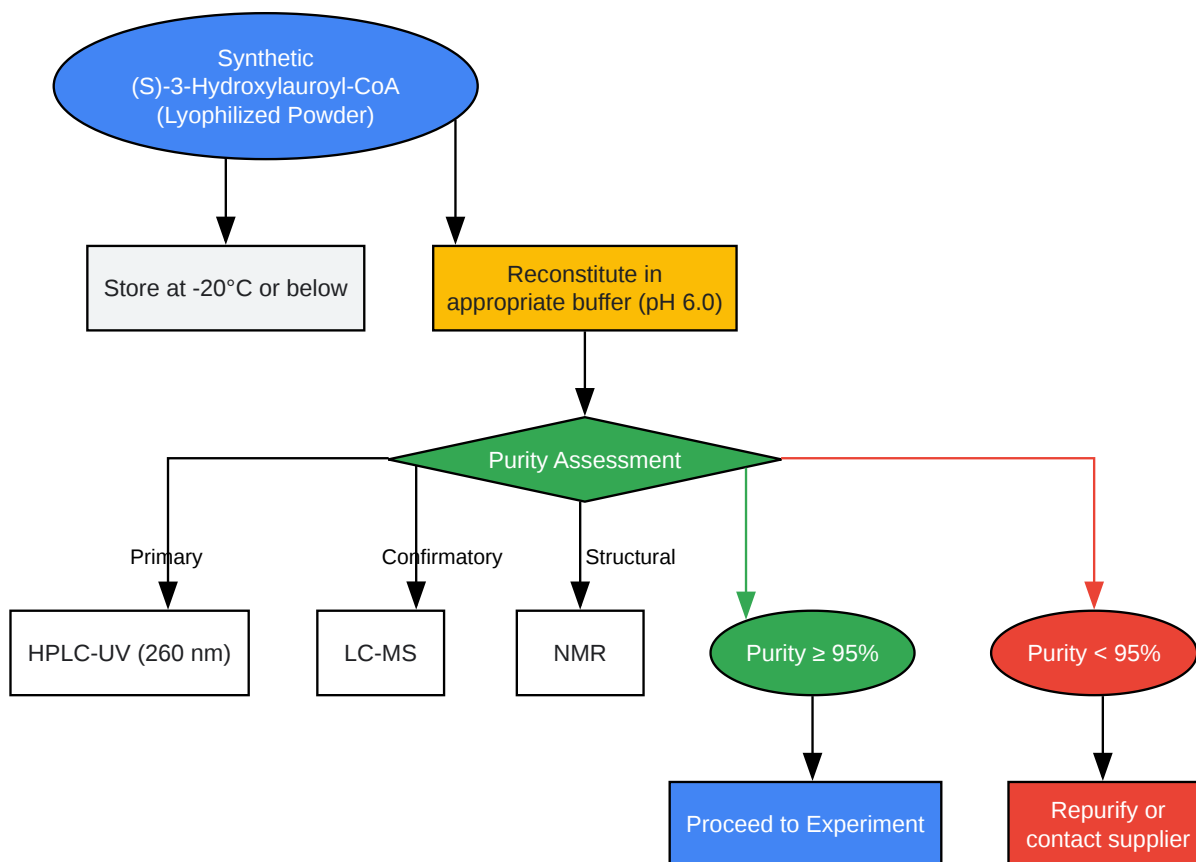 Synthetic
(S)-3-Hydroxylauroyl-CoA
(Lyophilized Powder)
Store at -20°C or below
Reconstitute in
appropriate buffer (pH 6.0)
Purity Assessment
Primary
Confirmatory
Structural
HPLC-UV (260 nm)
LC-MS
NMR
Purity ≥ 95%
Purity < 95%
Proceed to Experiment
Repurify or
contact supplier